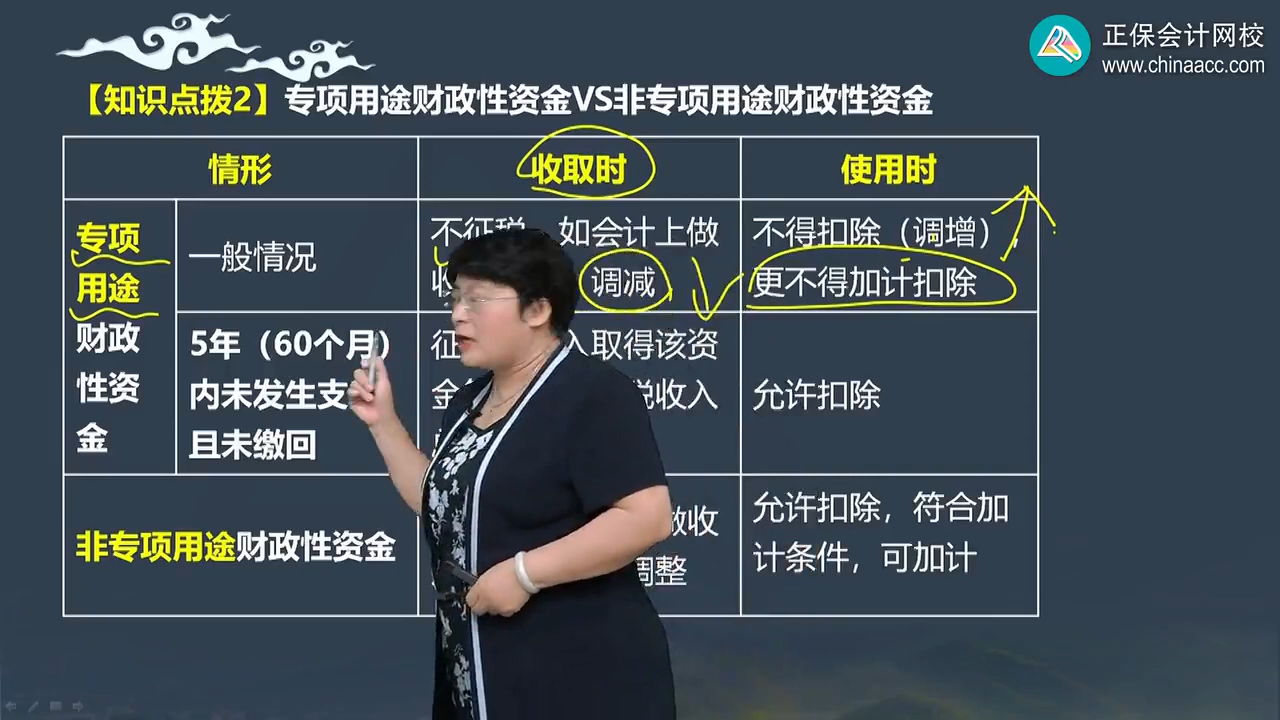 正保会计网校
www.chinaacc.com
【知识点拨2】专项用途财政性资金VS非专项用途财政性资金
情形
收取时
使用时
专项
用途
财政
性资
金
一般情况
不征税 如会计上做
调减
不得扣除（调增），
更不得加计扣除
5年（60个月）
内未发生支
且未缴回
征 入取得该资
税收入
允许扣除
非专项用途财政性资金
做收
调整
允许扣除，符合加
计条件，可加计